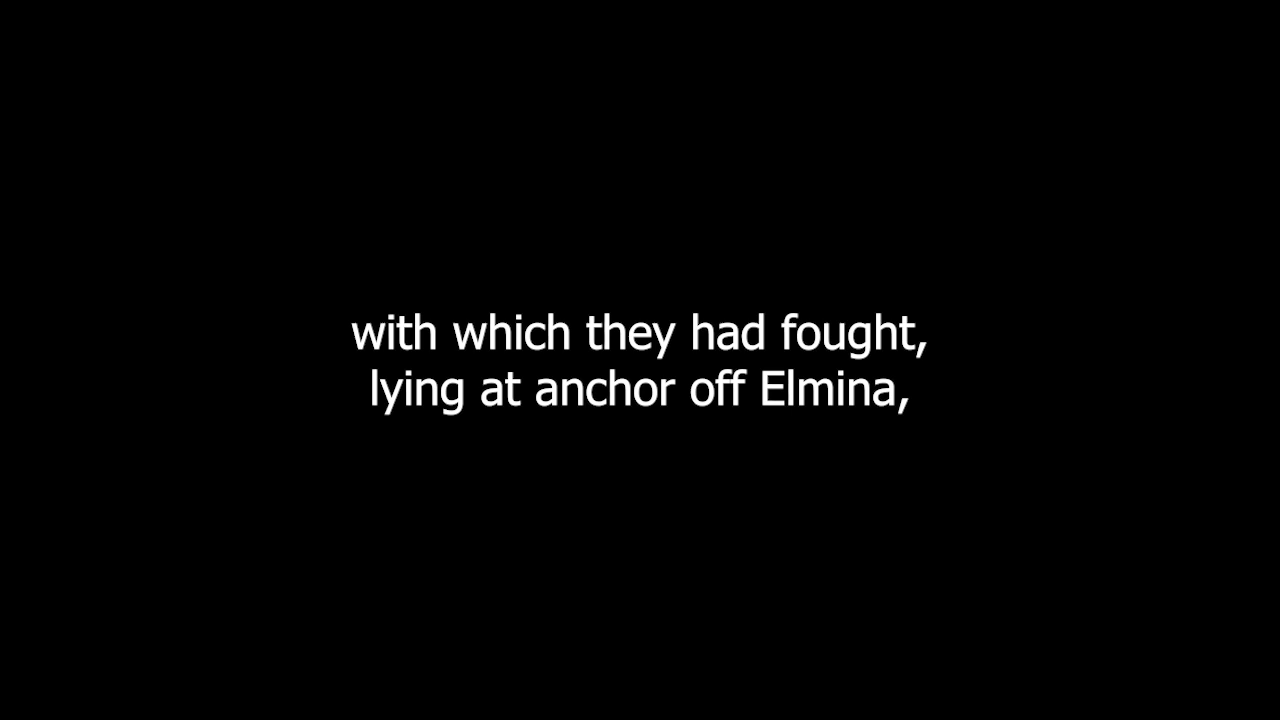 with which they had fought,
lying at anchor off Elmina,